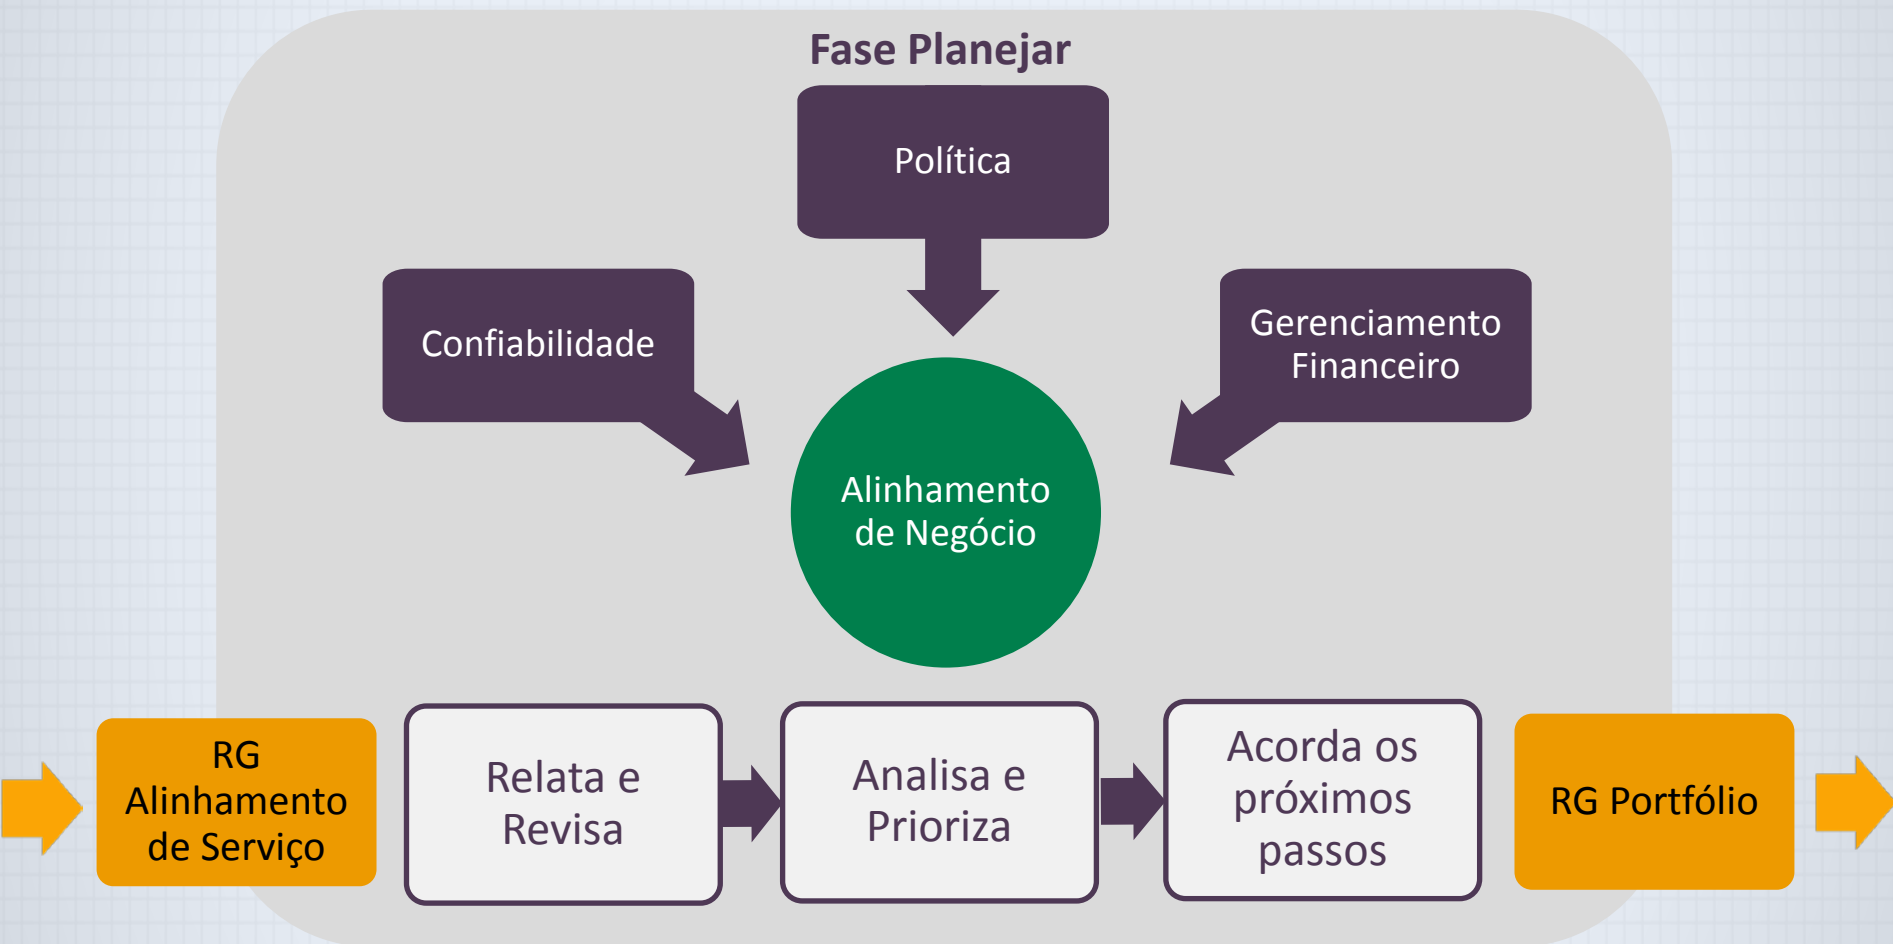 Fase Planejar
Política
Confiabilidade
Gerenciamento
Financeiro
Alinhamento
de Negócio
RG
Alinhamento
de Serviço
Relata e
Revisa
Analisa e
Prioriza
Acorda os
próximos
passos
RG Portfólio